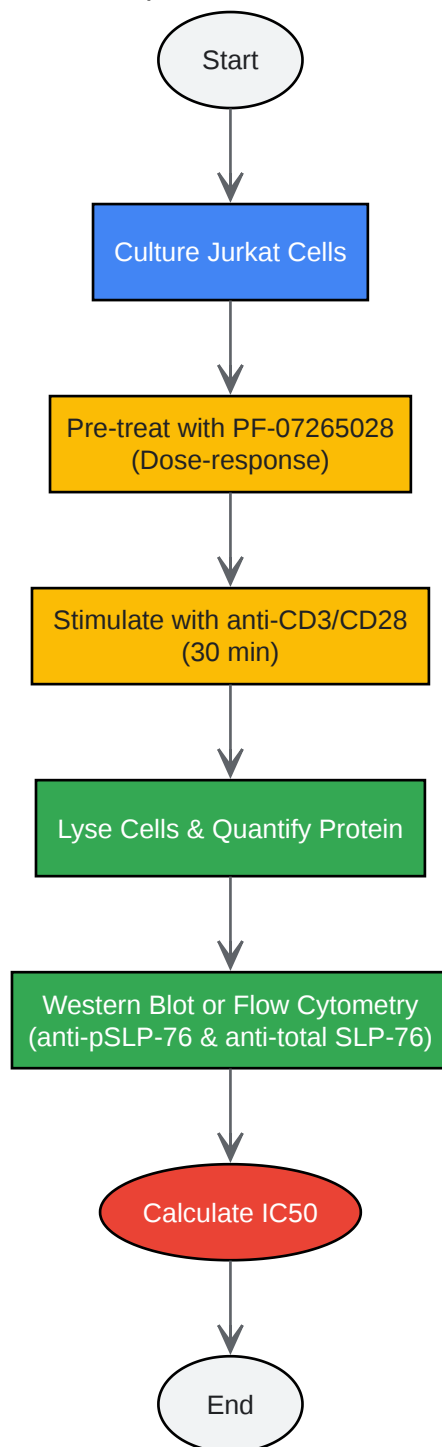 Start
Culture Jurkat Cells
Pre-treat with PF-07265028
(Dose-response)
Stimulate with anti-CD3/CD28
(30 min)
Lyse Cells & Quantify Protein
Western Blot or Flow Cytometry
(anti-pSLP-76 & anti-total SLP-76)
Calculate IC50
End